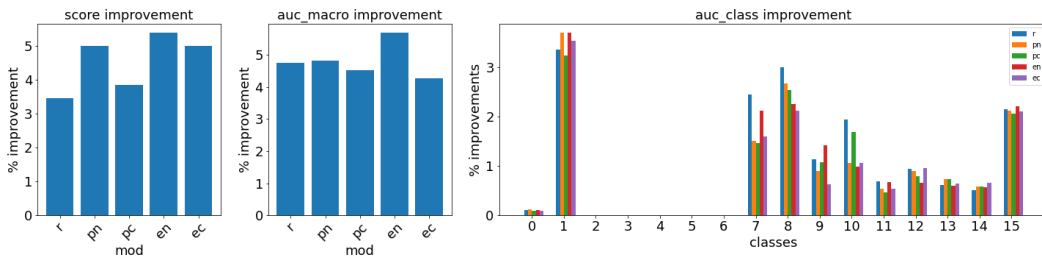 score improvement
% improvement
5
4
3
2
1
0
r
pn
pc
en
ec
mod
auc_macro improvement
% improvement
5
4
3
2
1
0
r
pn
pc
en
ec
mod
auc_class improvement
% improvements
3
2
1
0
r
pn
pc
en
ec
0 1 2 3 4 5 6 7 8 9 10 11 12 13 14 15
classes